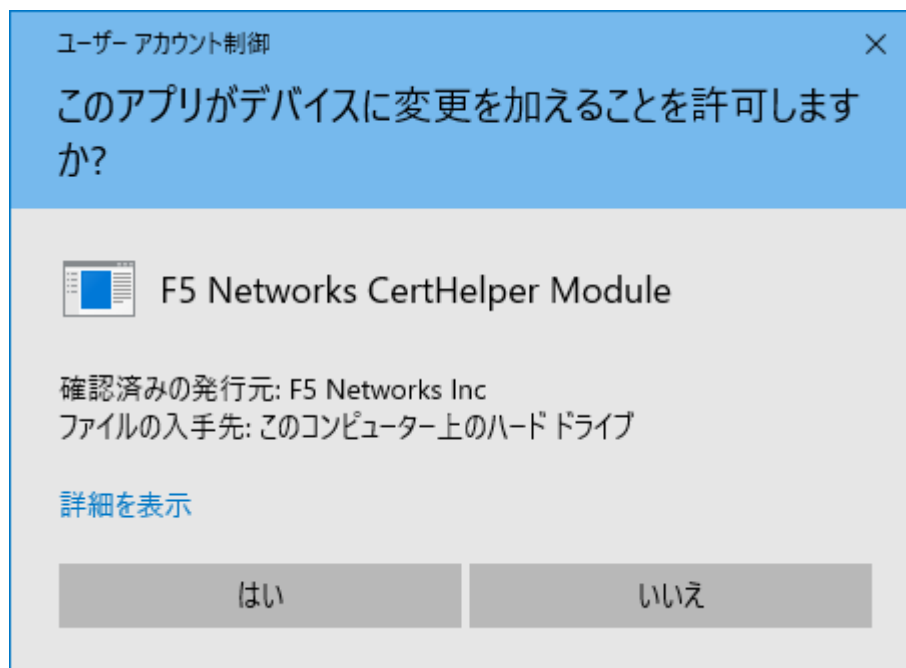 ユーザー アカウント制御
このアプリがデバイスに変更を加えることを許可します
か?
F5 Networks CertHelper Module
確認済みの発行元: F5 Networks Inc
ファイルの入手先: このコンピューター上のハード ドライブ
詳細を表示
はい
いいえ